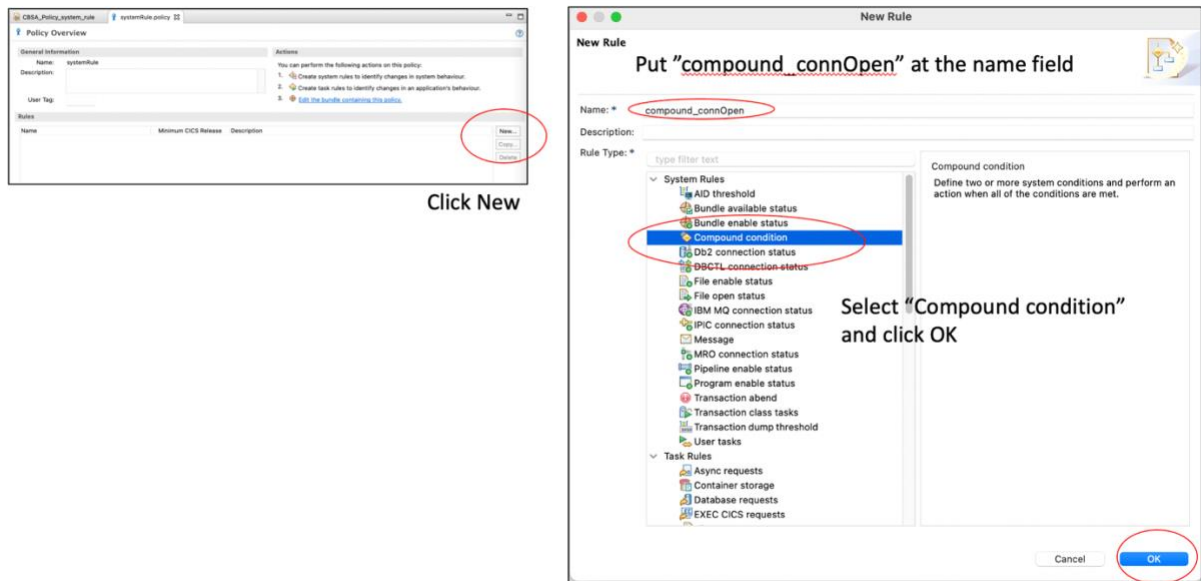 CBSA_Policy_system_rule
systemRule.policy
Policy Overview
General Information
Name: systemRule
Description:
User Tag:
Actions
You can perform the following actions on this policy:
1. Create system rules to identify changes in system behaviour.
2. Create task rules to identify changes in an application's behaviour.
3. Edit the bundle containing this policy.
Rules
Name Minimum CICS Release Description
New...
Copy...
Delete
Click New
New Rule
New Rule
Put "compound_connOpen" at the name field
Name: * compound_connOpen
Description:
Rule Type: * type filter text
System Rules
AID threshold
Bundle available status
Bundle enable status
Compound condition
Db2 connection status
DBCTL connection status
File enable status
File open status
IBM MQ connection status
IPIC connection status
Message
MRO connection status
Pipeline enable status
Program enable status
Transaction abend
Transaction class tasks
Transaction dump threshold
User tasks
Task Rules
Async requests
Container storage
Database requests
EXEC CICS requests
Compound condition
Define two or more system conditions and perform an
action when all of the conditions are met.
Select "Compound condition"
and click OK
Cancel
OK